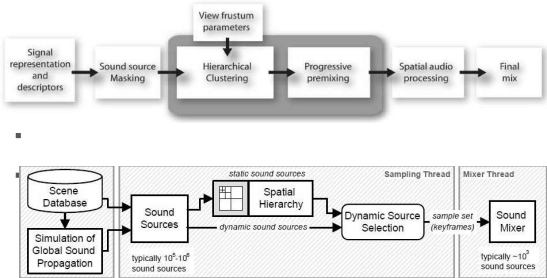 View frustum
parameters
Signal
representation
and
descriptors
Sound source
Masking
Hierarchical
Clustering
Progressive
premixing
Spatial audio
processing
Final
mix
static sound sources
Sampling Thread
Mixer Thread
Scene
Database
Simulation of
Global Sound
Propagation
Sound
Sources
typically 10⁵-10⁶
sound sources
Spatial
Hierarchy
dynamic sound sources
Dynamic Source
Selection
sample set
(keyframes)
Sound
Mixer
typically ~10³
sound sources